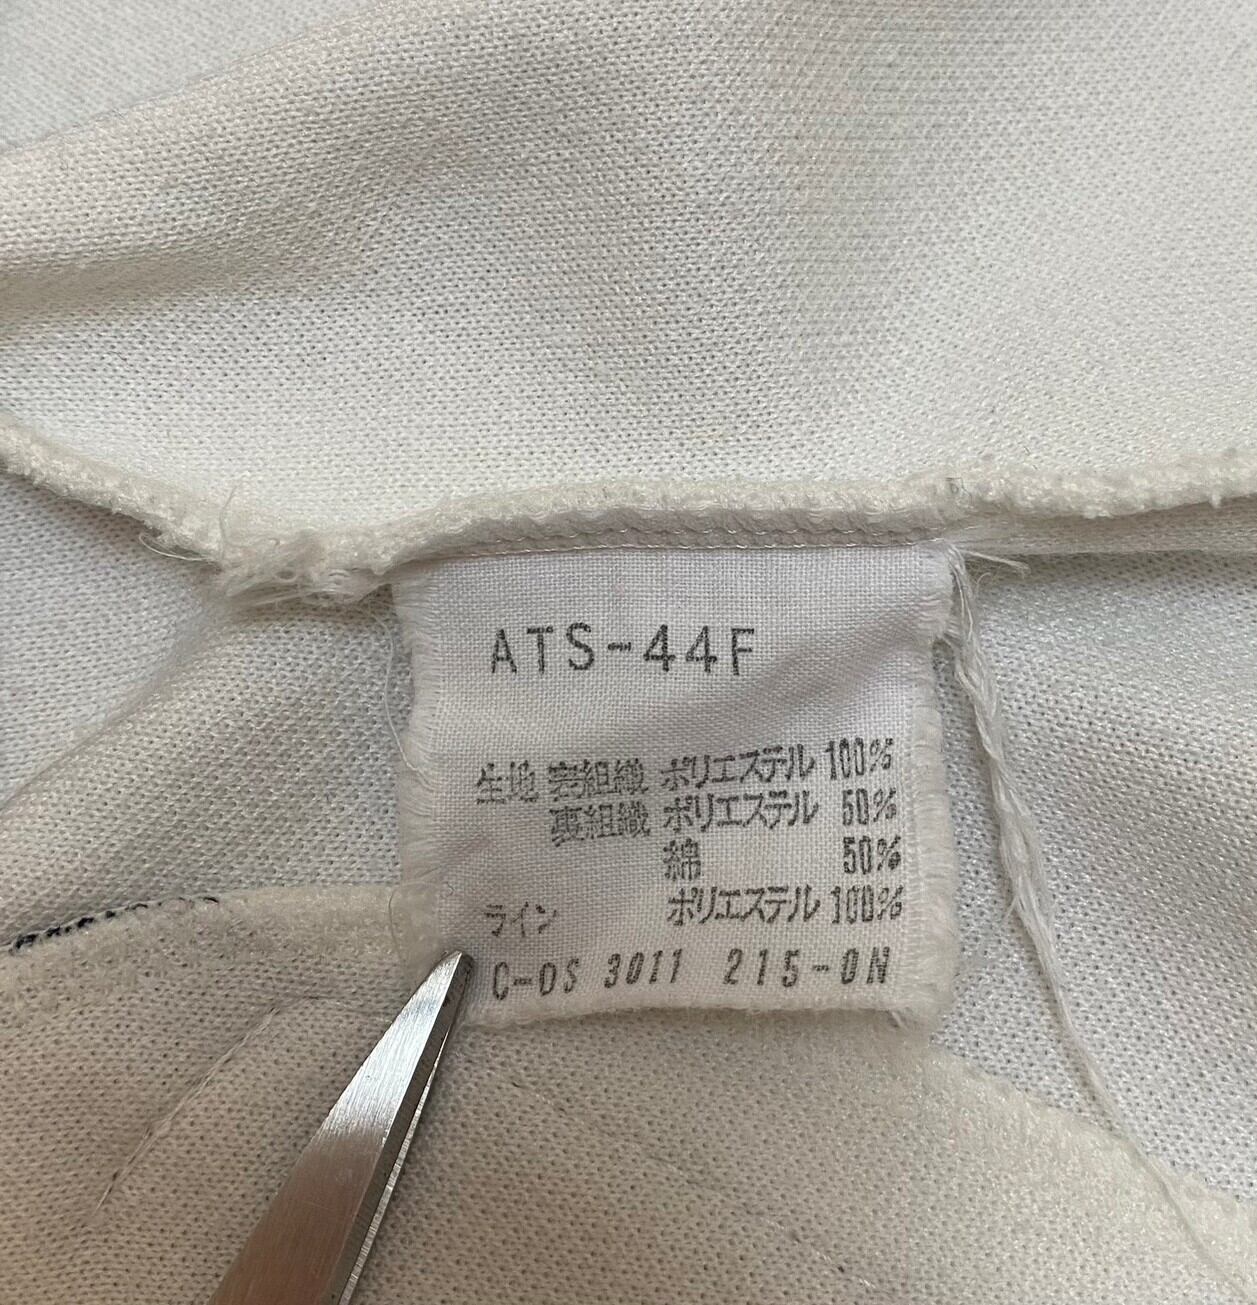 ATS-44F
生地 表組織 ポリエステル 100%
裏組織 ポリエステル 50%
綿 50%
ライン ポリエステル 100%
C-OS 3011 215-ON